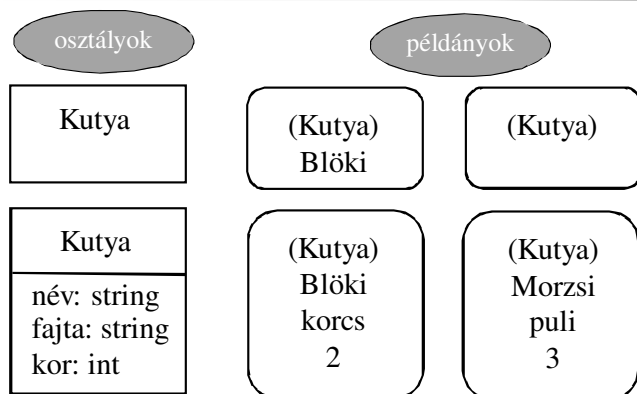 osztályok
példányok
Kutya
(Kutya)
Blöki
(Kutya)
Kutya
név: string
fajta: string
kor: int
(Kutya)
Blöki
korcs
2
(Kutya)
Morzsi
puli
3